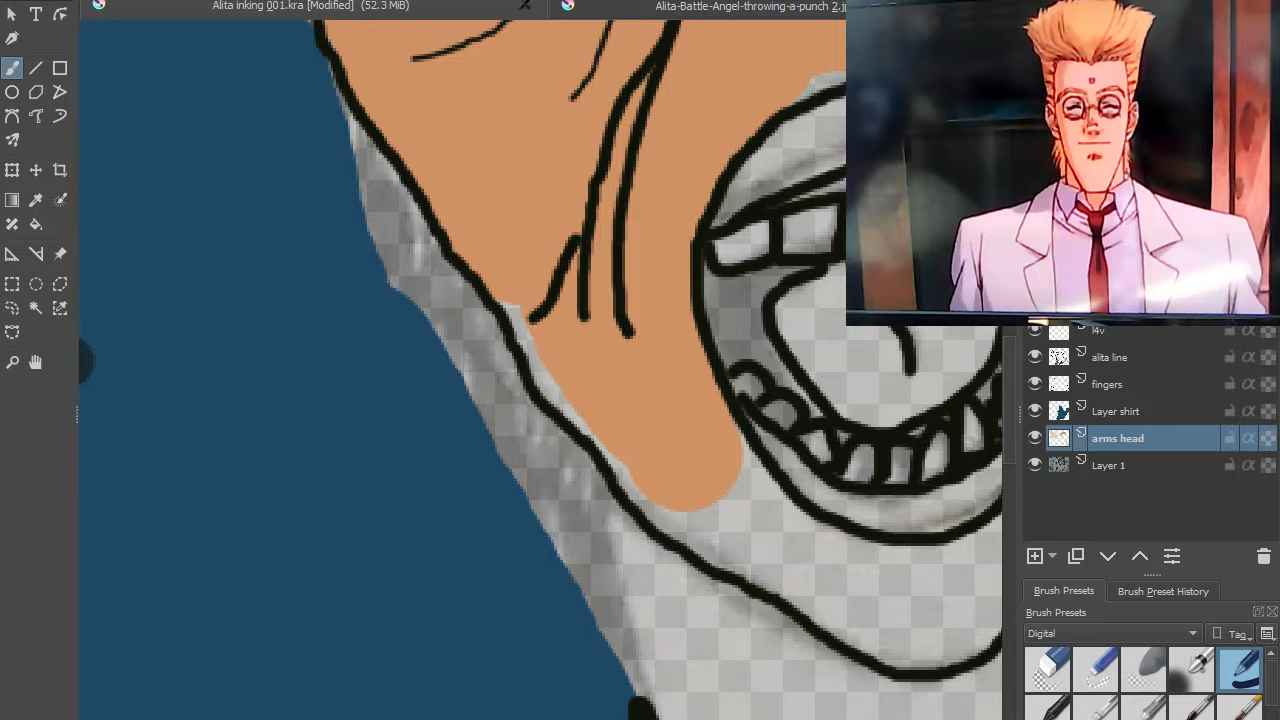 Alita inking 001.kra [Modified] (52.3 MiB)
Alita-Battle-Angel-throwing-a-punch 2.jp
l4v
alita line
fingers
Layer shirt
arms head
Layer 1
Brush Presets
Brush Preset History
Brush Presets
Digital
Tag